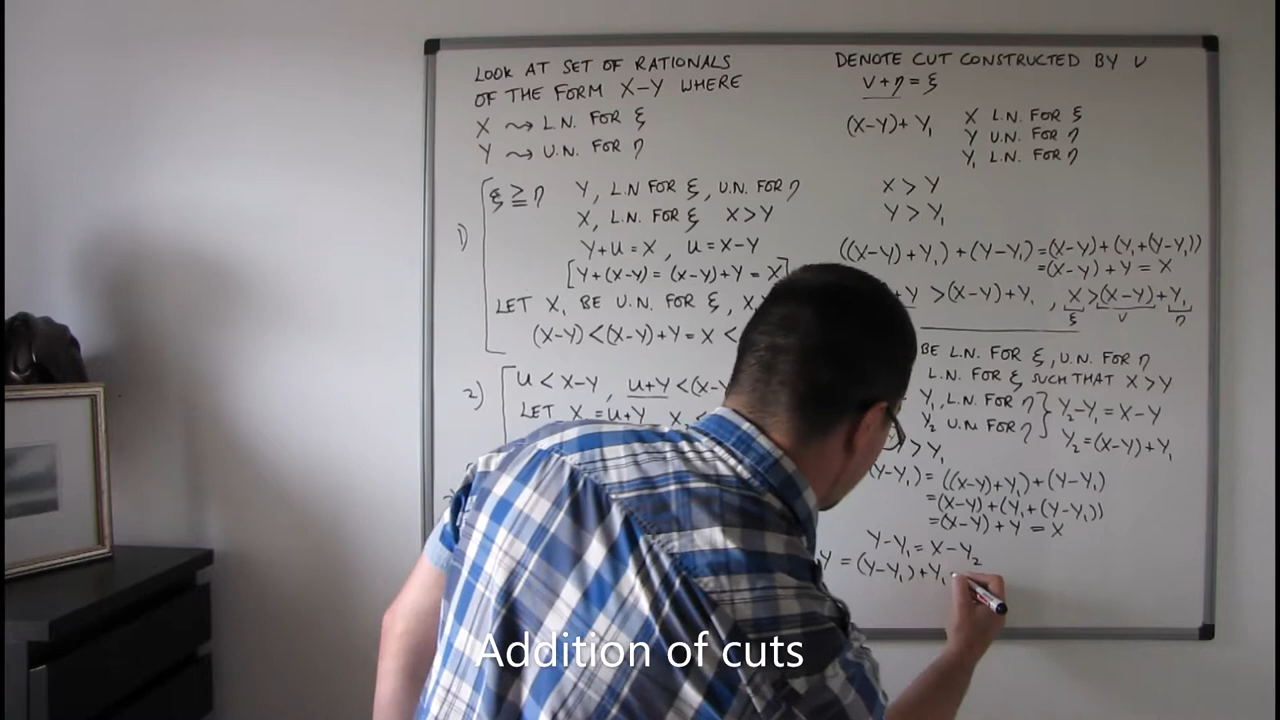 LOOK AT SET OF RATIONALS
OF THE FORM X-Y WHERE
X ⇝ L.N. FOR ξ
Y ⇝ U.N. FOR η
1)
ξ ≧ η Y, L.N FOR ξ, U.N. FOR η
X, L.N. FOR ξ X>Y
Y+U = X, U = X-Y
[Y+(X-Y) = (X-Y)+Y = X]
LET X₁ BE U.N. FOR ξ,
(X-Y) < (X-Y)+Y = X <
2)
U < X-Y, U+Y <
LET X = U+Y
DENOTE CUT CONSTRUCTED BY ν
ν+η = ξ
(X-Y)+Y₁ X L.N. FOR ξ
Y U.N. FOR η
Y₁ L.N. FOR η
X > Y
Y > Y₁
((X-Y)+Y₁)+(Y-Y₁) = (X-Y)+(Y₁+(Y-Y₁))
=(X-Y)+Y = X
+Y >(X-Y)+Y₁, X>(X-Y)+Y₁
ξ ν η
BE L.N. FOR ξ, U.N. FOR η
L.N. FOR ξ SUCH THAT X>Y
Y₁, L.N. FOR η } Y₂-Y₁ = X-Y
Y₂ U.N. FOR η
Y₂=(X-Y)+Y₁
> Y₁
(Y-Y₁) = ((X-Y)+Y₁)+(Y-Y₁)
=(X-Y)+(Y₁+(Y-Y₁))
=(X-Y)+Y = X
Y-Y₁ = X-Y₂
Y = (Y-Y₁)+Y₁
Addition of cuts